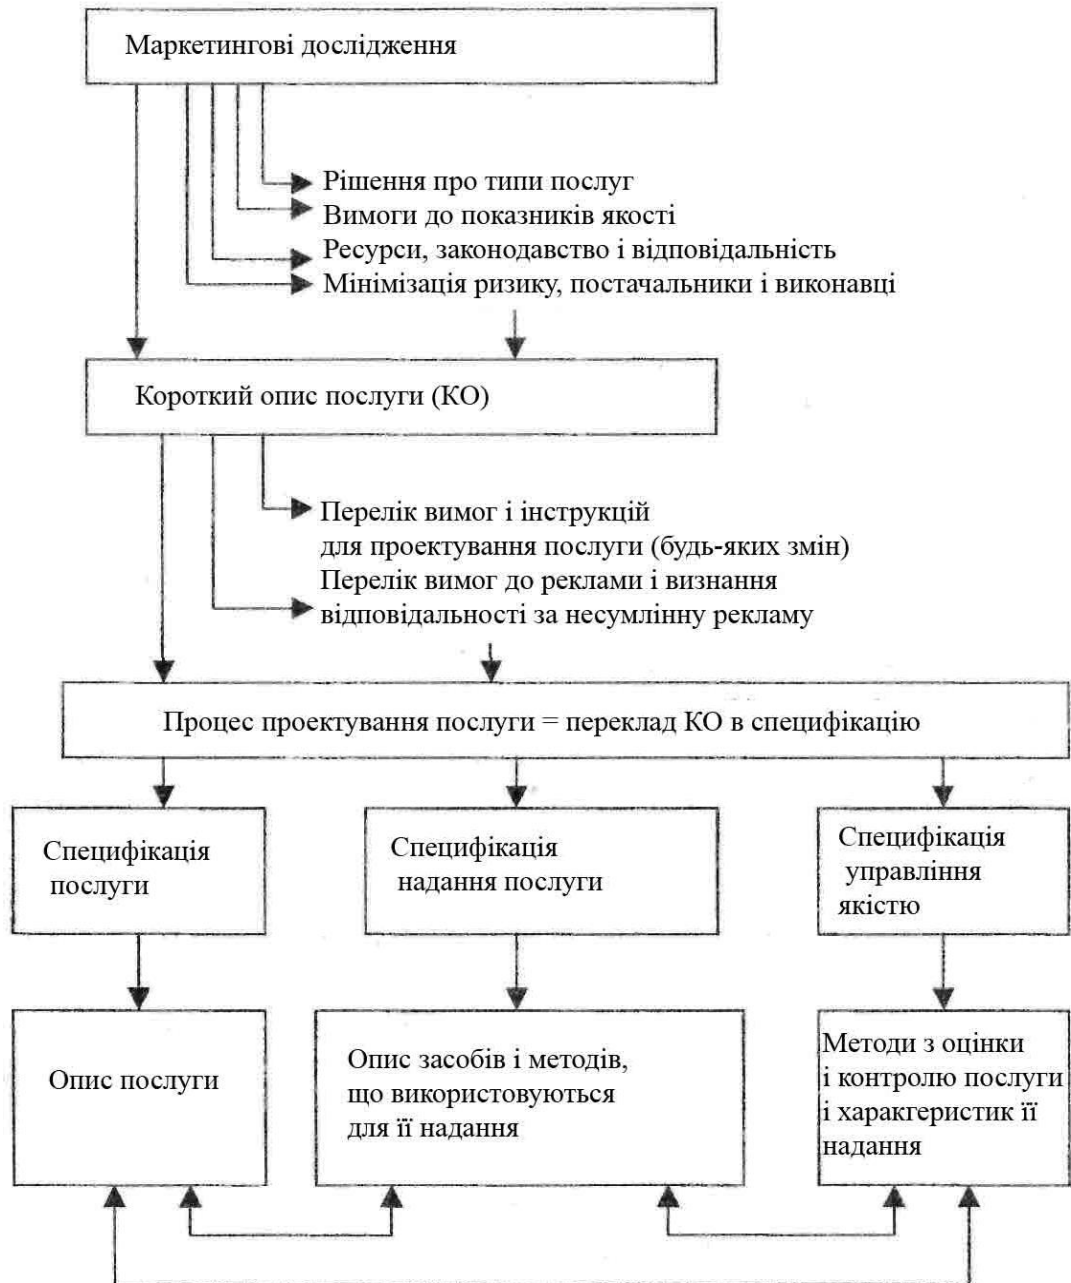 Маркетингові дослідження
Рішення про типи послуг
Вимоги до показників якості
Ресурси, законодавство і відповідальність
Мінімізація ризику, постачальники і виконавці
Короткий опис послуги (КО)
Перелік вимог і інструкцій
для проектування послуги (будь-яких змін)
Перелік вимог до реклами і визнання
відповідальності за несумлінну рекламу
Процес проектування послуги = переклад КО в специфікацію
Специфікація
послуги
Специфікація
надання послуги
Специфікація
управління
якістю
Опис послуги
Опис засобів і методів,
що використовуються
для її надання
Методи з оцінки
і контролю послуги
і харакгеристик її
надання